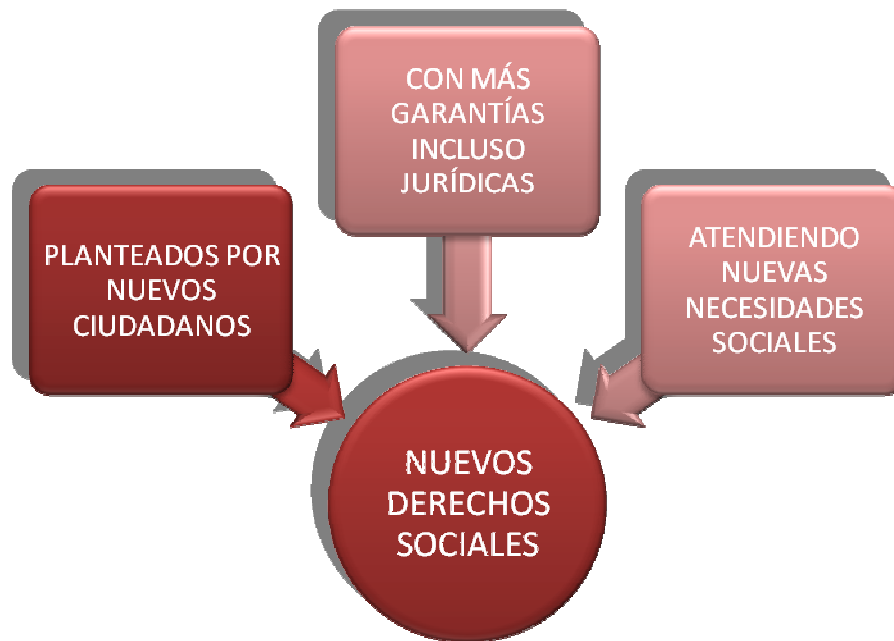 CON MÁS
GARANTÍAS
INCLUSO
JURÍDICAS
PLANTEADOS POR
NUEVOS
CIUDADANOS
ATENDIENDO
NUEVAS
NECESIDADES
SOCIALES
NUEVOS
DERECHOS
SOCIALES